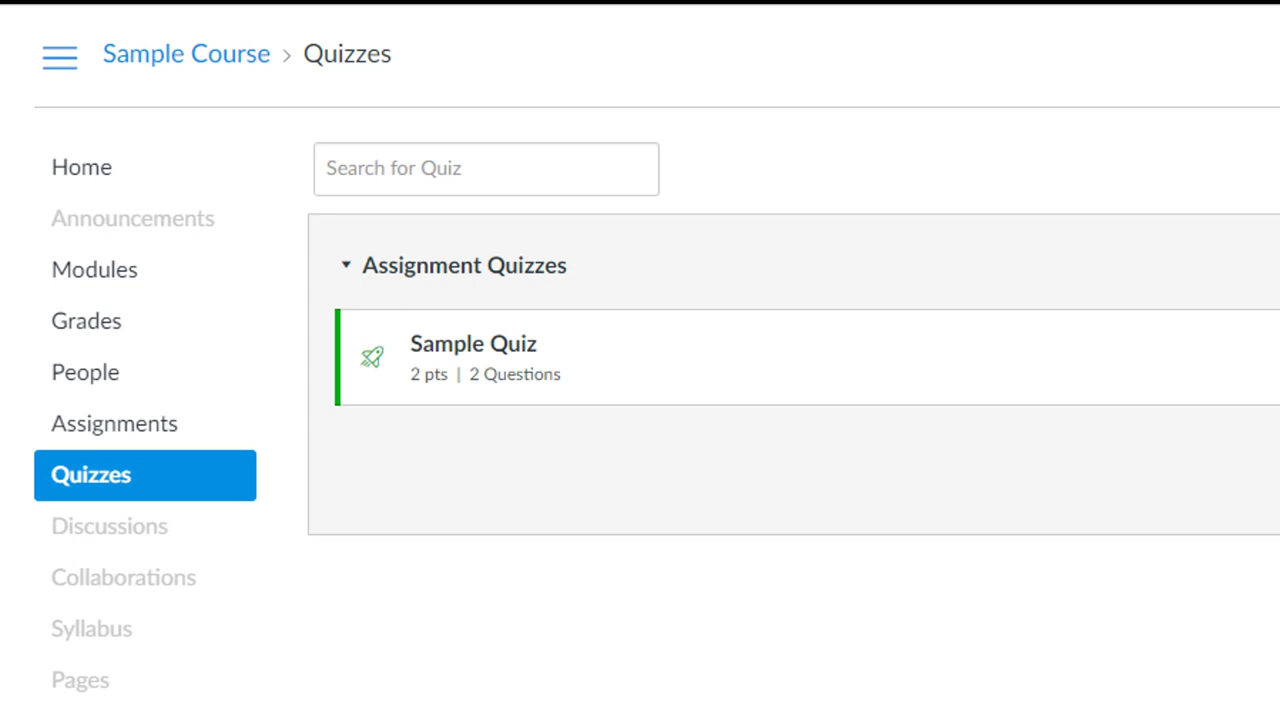 Sample Course > Quizzes
Home
Announcements
Modules
Grades
People
Assignments
Quizzes
Discussions
Collaborations
Syllabus
Pages
Search for Quiz
Assignment Quizzes
Sample Quiz
2 pts | 2 Questions